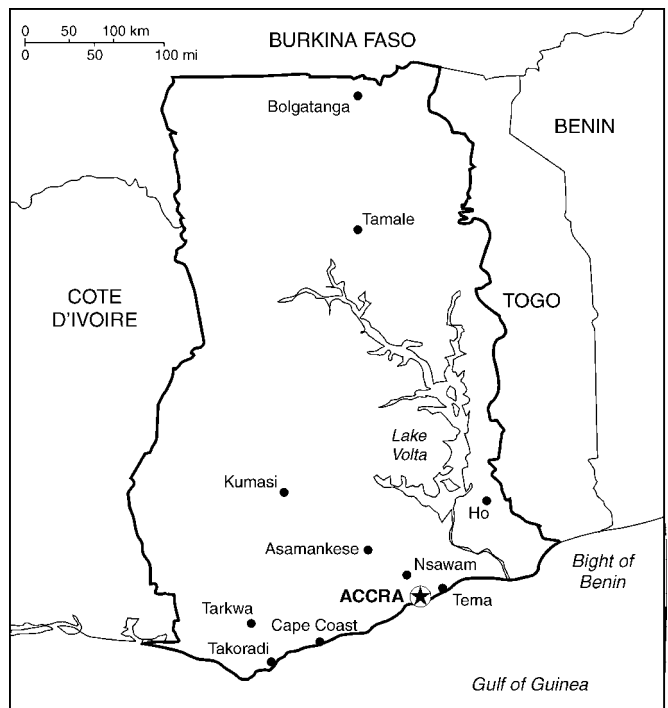 0 50 100 km
0 50 100 mi
BURKINA FASO
Bolgatanga
BENIN
Tamale
COTE
D'IVOIRE
TOGO
Lake
Volta
Kumasi
Ho
Asamankese
Nsawam
Bight of
Benin
ACCRA
Tema
Tarkwa
Cape Coast
Takoradi
Gulf of Guinea